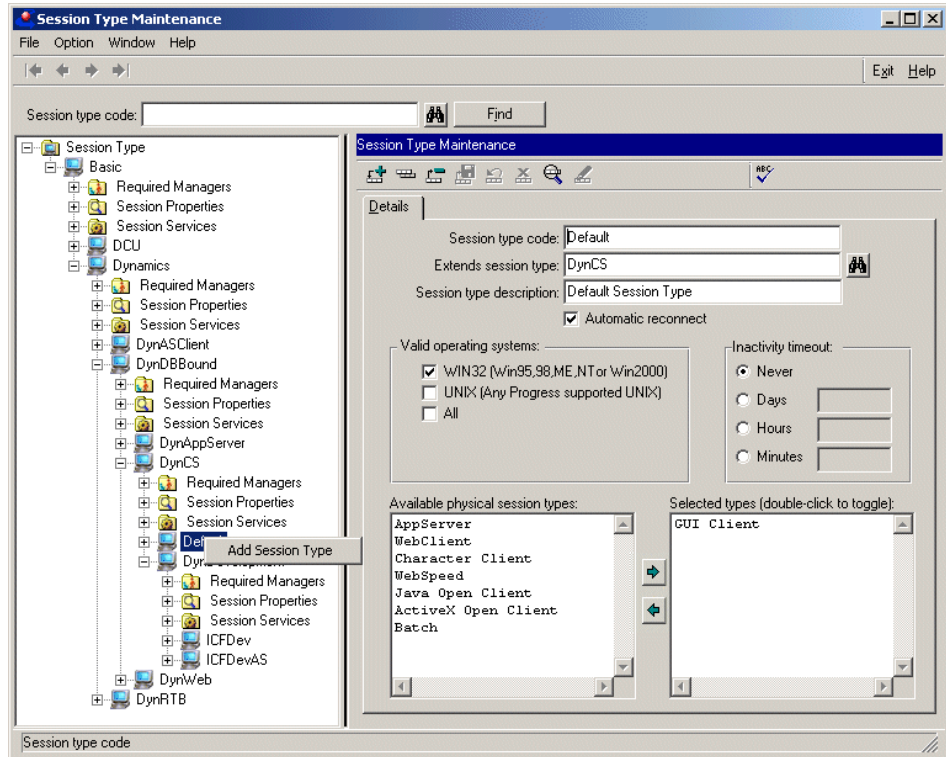 Session Type Maintenance
File Option Window Help
Exit Help
Session type code:
Find
Session Type
Basic
Required Managers
Session Properties
Session Services
DCU
Dynamics
Required Managers
Session Properties
Session Services
DynASClient
DynDBBound
Required Managers
Session Properties
Session Services
DynAppServer
DynCS
Required Managers
Session Properties
Session Services
Add Session Type
Required Managers
Session Properties
Session Services
ICFDev
ICFDevAS
DynWeb
DynRTB
Session Type Maintenance
ABC
Details
Session type code: Default
Extends session type: DynCS
Session type description: Default Session Type
Automatic reconnect
Valid operating systems:
WIN32 (Win95,98,ME,NT or Win2000)
UNIX (Any Progress supported UNIX)
All
Inactivity timeout:
Never
Days
Hours
Minutes
Available physical session types:
AppServer
WebClient
Character Client
WebSpeed
Java Open Client
ActiveX Open Client
Batch
Selected types (double-click to toggle):
GUI Client
Session type code